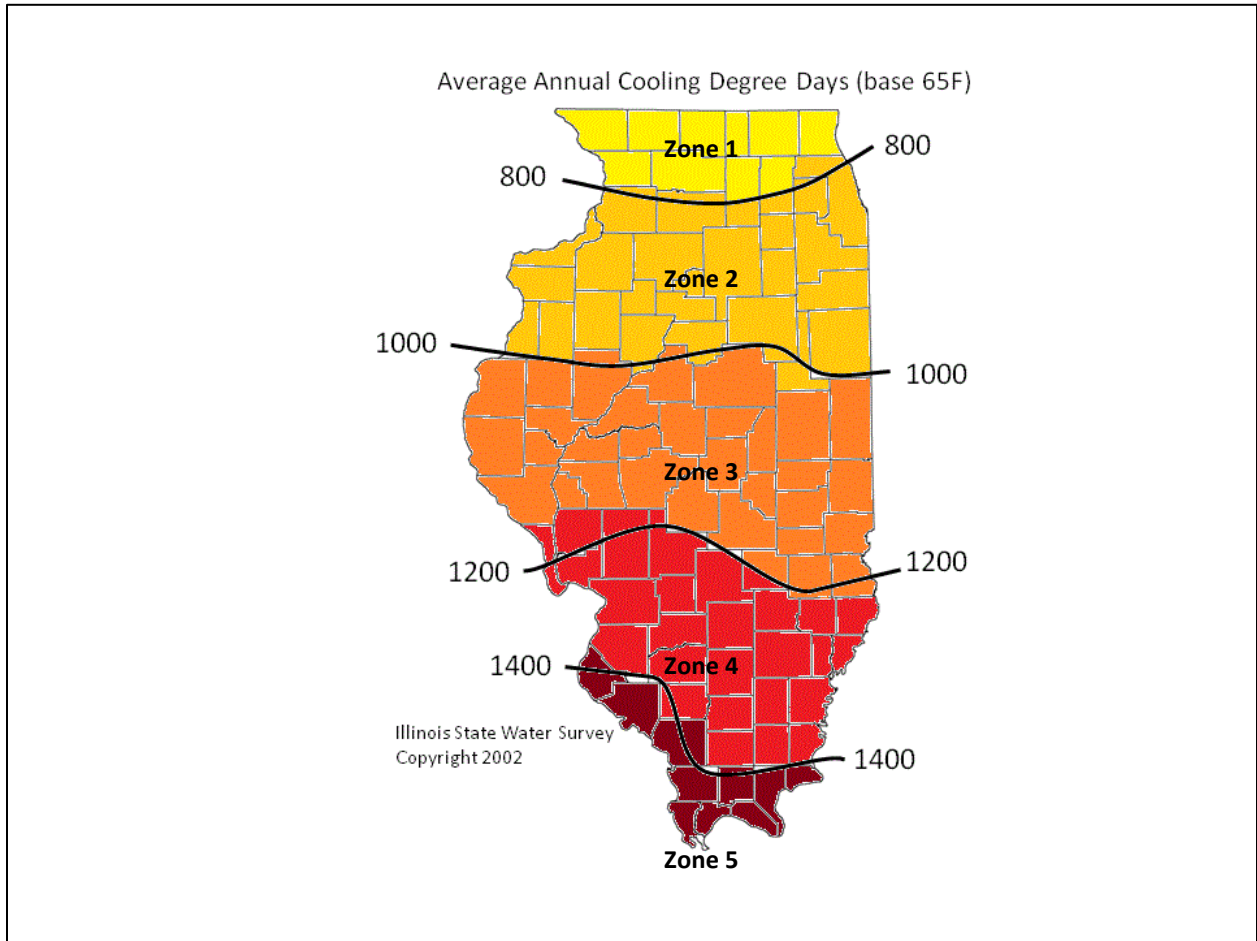 Average Annual Cooling Degree Days (base 65F)
Zone 1
800
800
Zone 2
1000
1000
Zone 3
1200
1200
Zone 4
1400
Illinois State Water Survey
Copyright 2002
1400
Zone 5